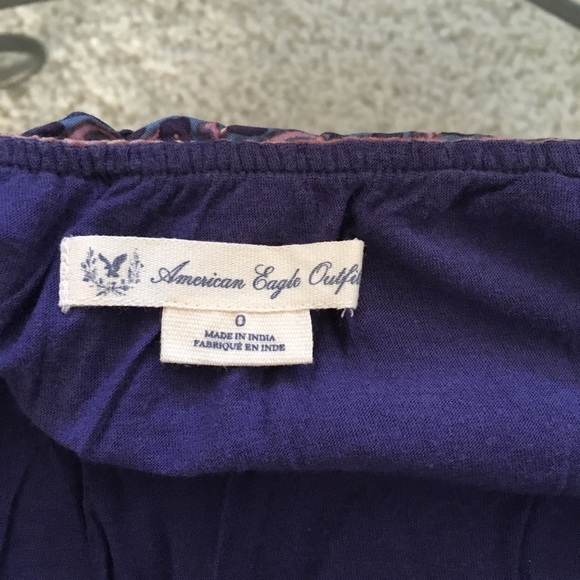 American Eagle Outfi
0
MADE IN INDIA
FABRIQUÉ EN INDE